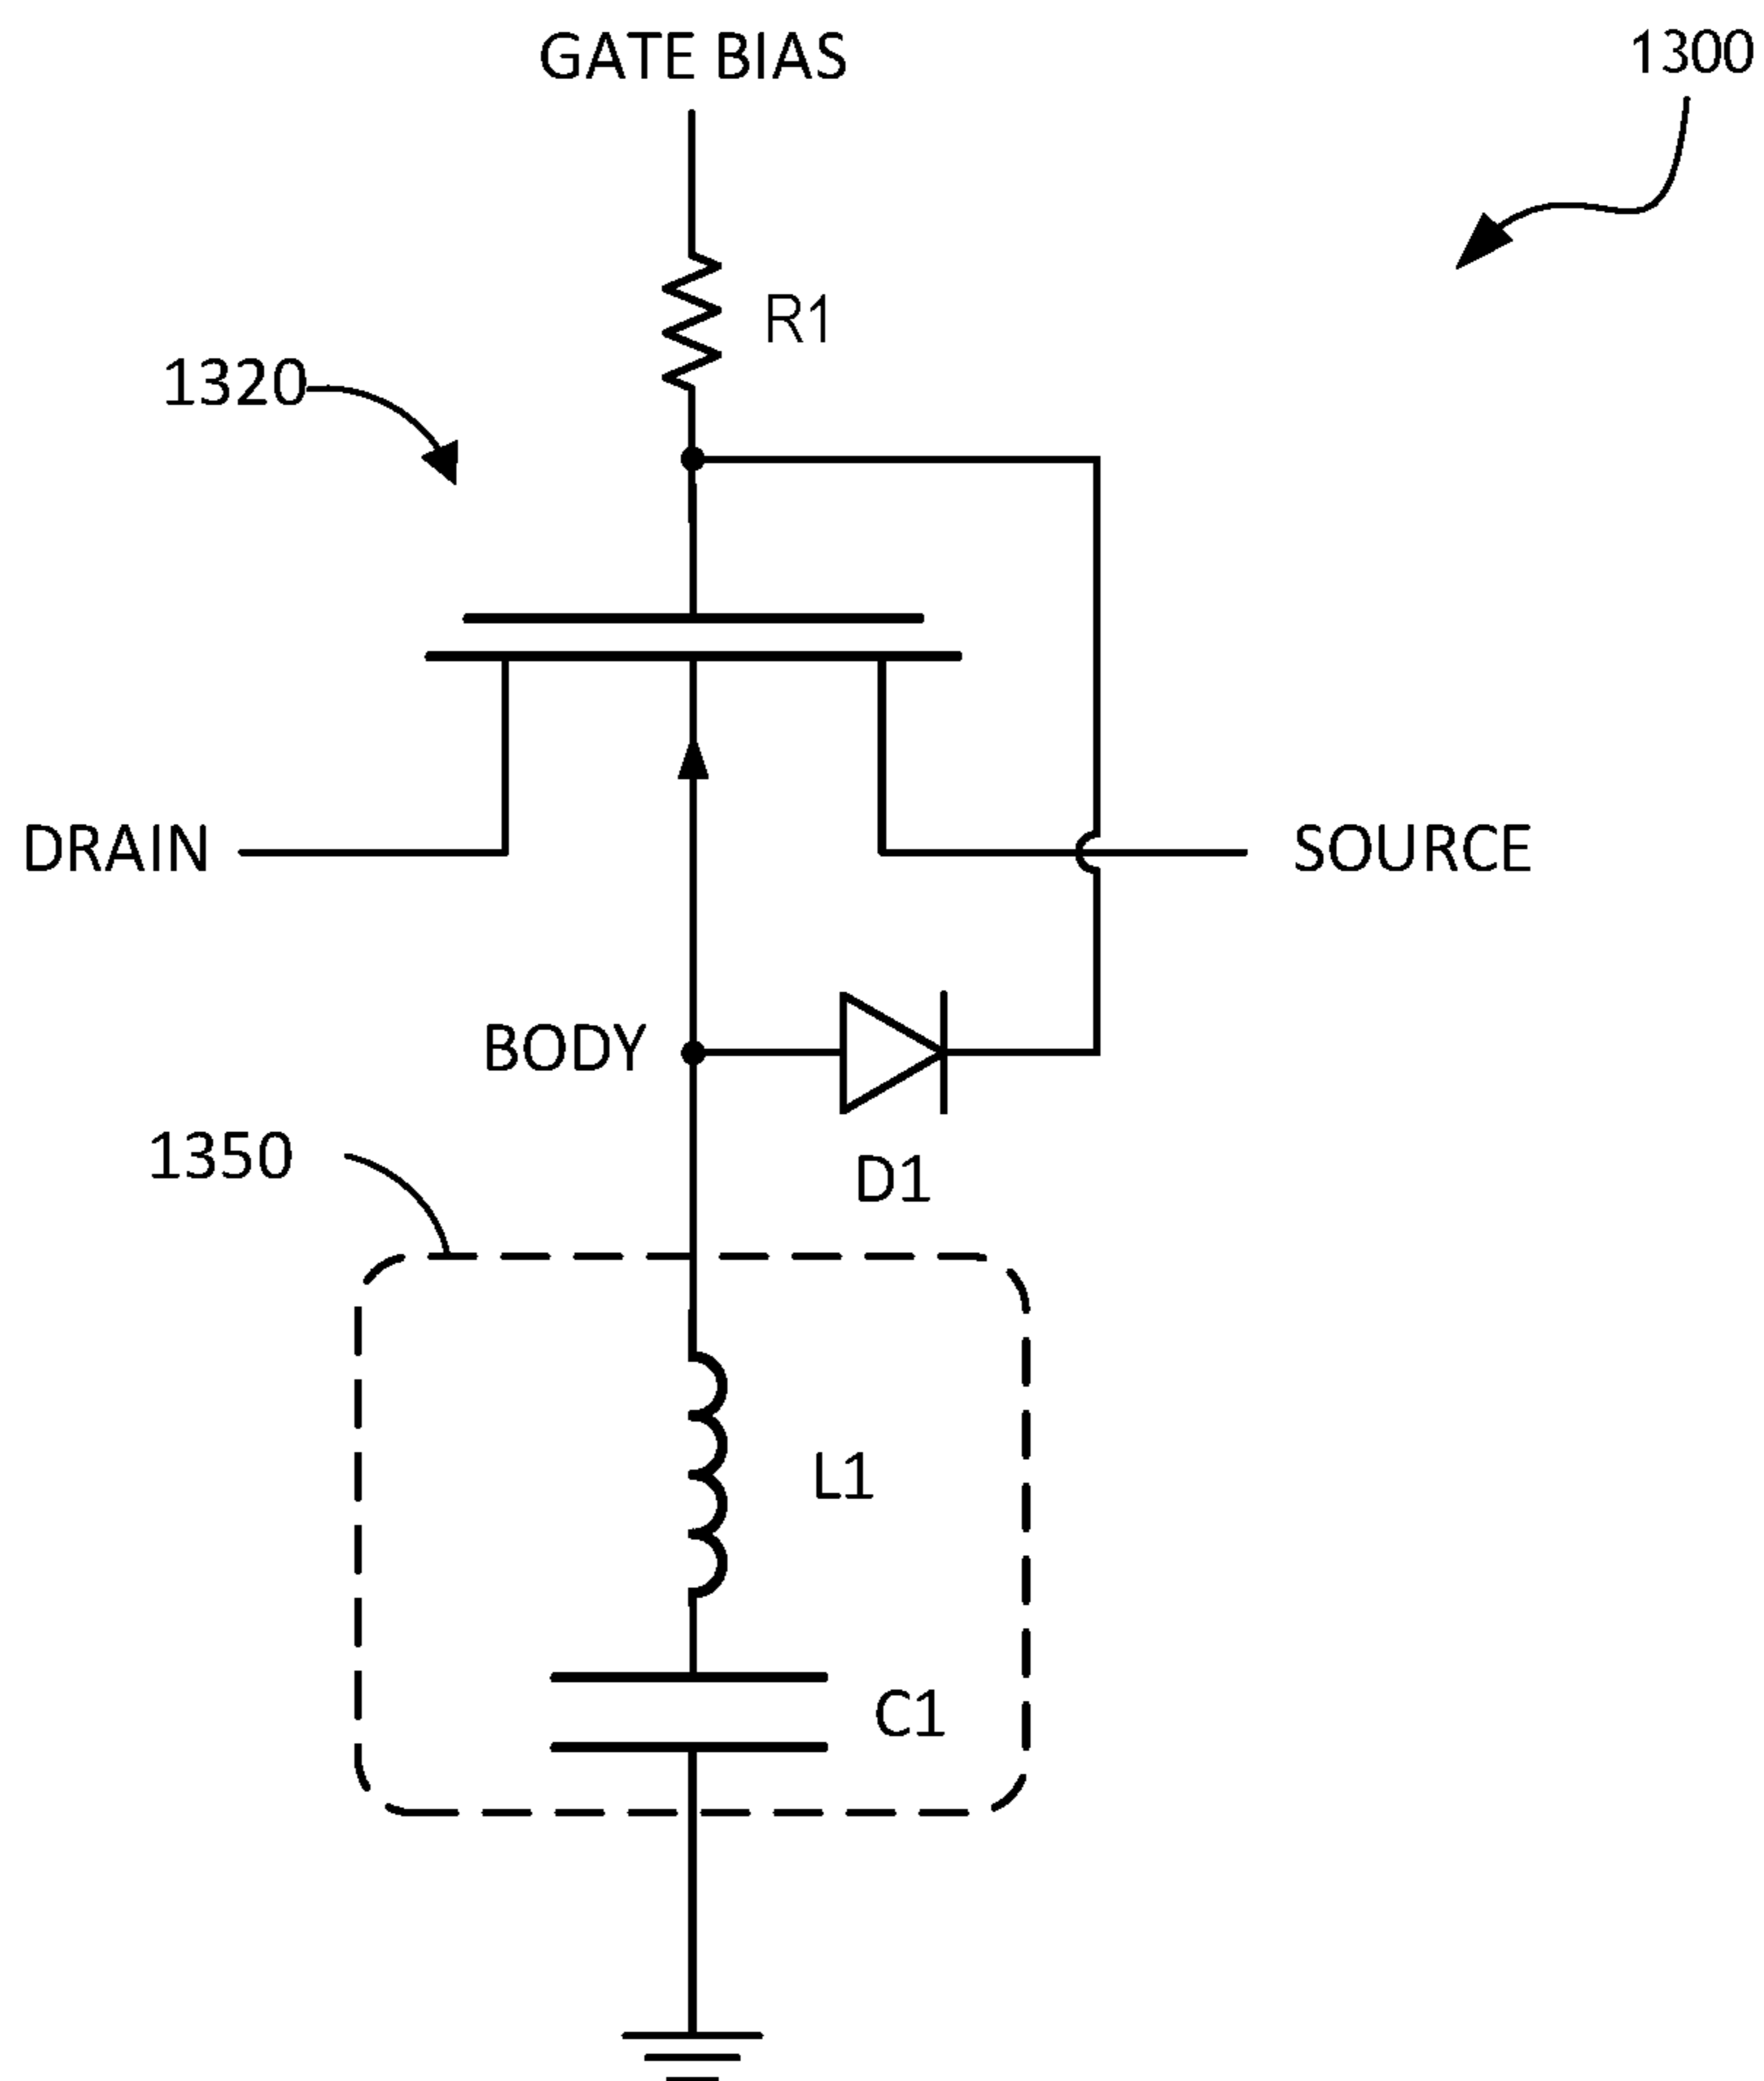 GATE BIAS
1300
R1
1320
DRAIN
SOURCE
BODY
1350
D1
L1
C1